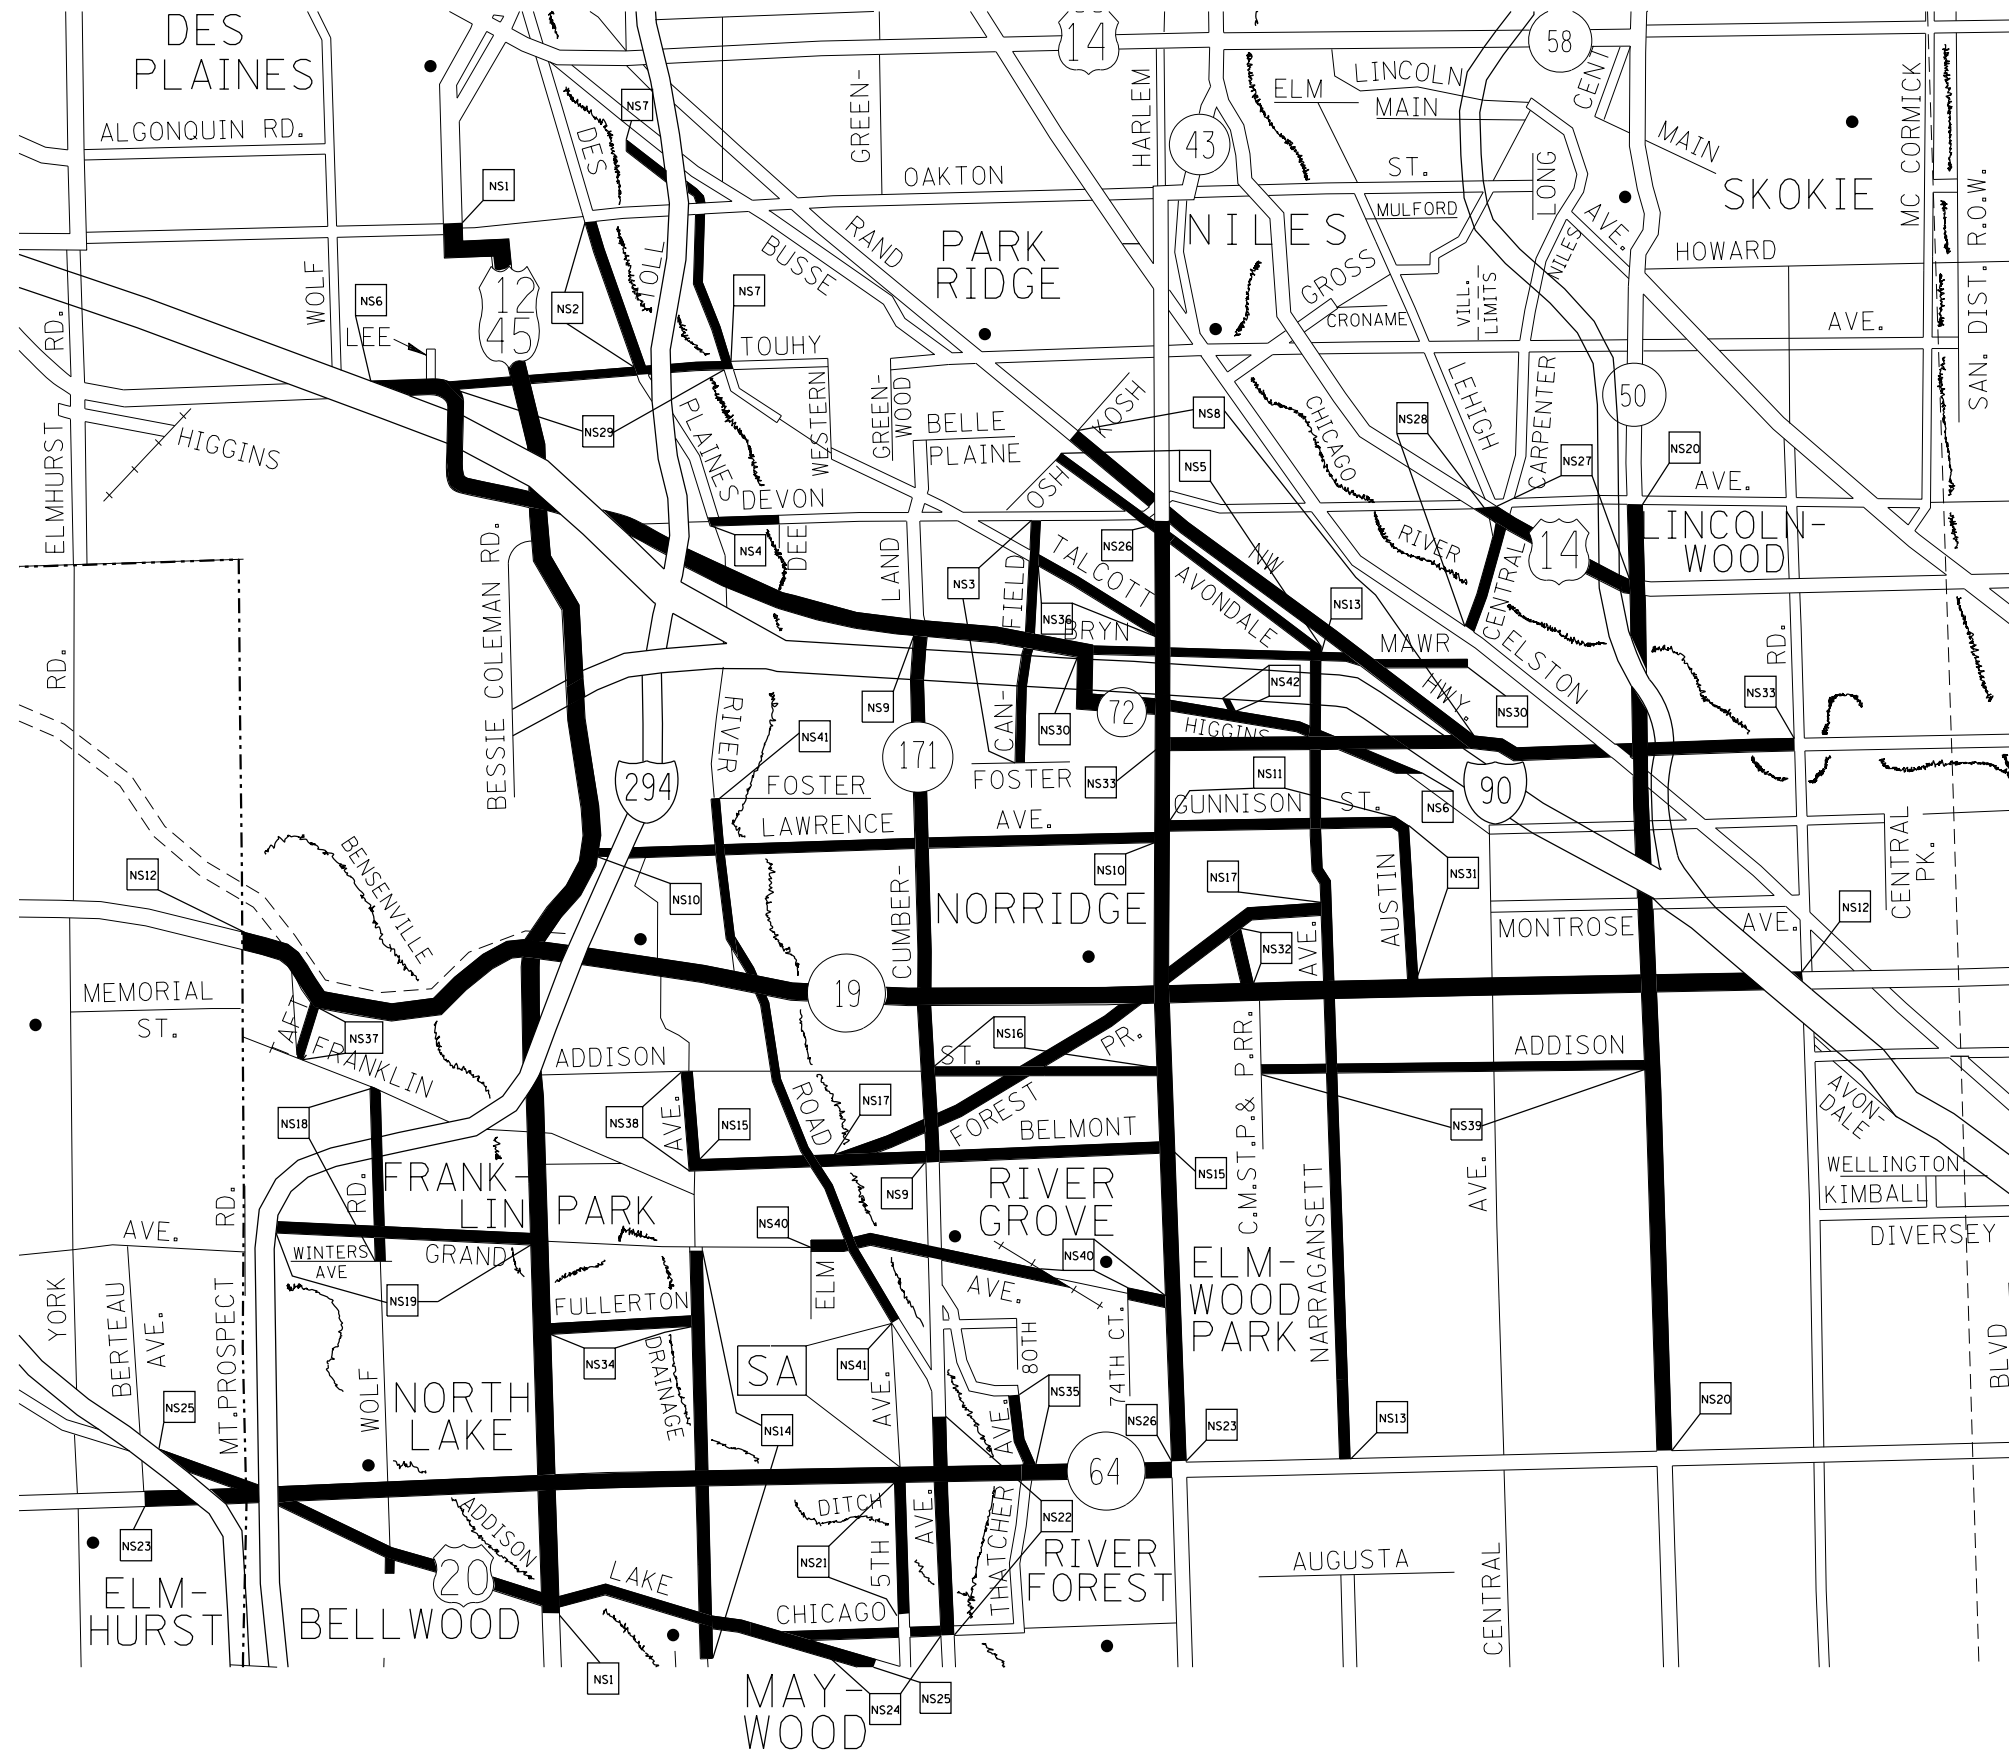 DES
PLAINES
14
58
ALGONQUIN RD.
NS7
DES
GREEN-
HARLEM
43
ELM
LINCOLN
MAIN
CENT
MC CORMICK
MAIN
SKOKIE
R.O.W.
NS1
OAKTON
ST.
MULFORD
LONG
AVE.
NILES
HOWARD
NILES
PARK
RIDGE
RAND
BUSSE
TOLL
WOLF
12
45
NS6
LEE
NS2
NS7
GROSS
CRONAME
VILL.
LIMITS
AVE.
SAN. DIST.
RD.
TOUHY
WESTERN
GREEN-
WOOD
BELLE
PLAINE
KOSH
OSH
NS8
NS28
CHICAGO
LEHIGH
CARPENTER
50
NS20
NS27
AVE.
ELMHURST
HIGGINS
NS29
PLAINES
DEVON
NS5
NS4
DEE
LAND
NS3
FIELD
TALCOTT
NS26
NW
RIVER
CENTRAL
14
LINCOLN-
WOOD
BESSIE COLEMAN RD.
NS36
BRYN
AVONDALE
NS13
MAWR
ELSTON
RD.
RD.
NS9
CAN-
NS30
72
NS42
HWY.
NS30
NS33
HIGGINS
RIVER
NS41
171
FOSTER
FOSTER
NS33
NS11
NS6
90
294
LAWRENCE
AVE.
GUNNISON
ST.
CENTRAL
PK.
NS12
BENSENVILLE
NS10
NS10
NS17
AUSTIN
NS31
NS12
NORRIDGE
CUMBER-
MONTROSE
AVE.
NS32
AVE.
MEMORIAL
ST.
19
TAFT
NS37
FRANKLIN
ADDISON
ST.
NS16
PR.
C.M.ST.P.& P.RR.
ADDISON
NS18
NS38
AVE.
NS15
ROAD
NS17
FOREST
BELMONT
NS39
AVON-
DALE
WELLINGTON
KIMBALL
DIVERSEY
FRANK-
LIN PARK
RD.
NS9
RIVER
GROVE
NS15
AVE.
RD.
AVE.
WINTERS
AVE
GRAND
NS40
NS40
ELM-
WOOD
PARK
NARRAGANSETT
YORK
BERTEAU
AVE.
MT.PROSPECT
NS19
FULLERTON
ELM
AVE.
NS34
DRAINAGE
SA
NS41
80TH
74TH CT.
BLVD
NS25
WOLF
NORTH
LAKE
AVE.
NS35
AVE.
NS14
NS26
NS23
NS13
NS20
64
NS23
ADDISON
DITCH
AVE.
THATCHER
NS22
ELM-
HURST
20
LAKE
NS21
5TH
RIVER
FOREST
AUGUSTA
CENTRAL
BELLWOOD
CHICAGO
NS1
MAY-
WOOD
NS24
NS25